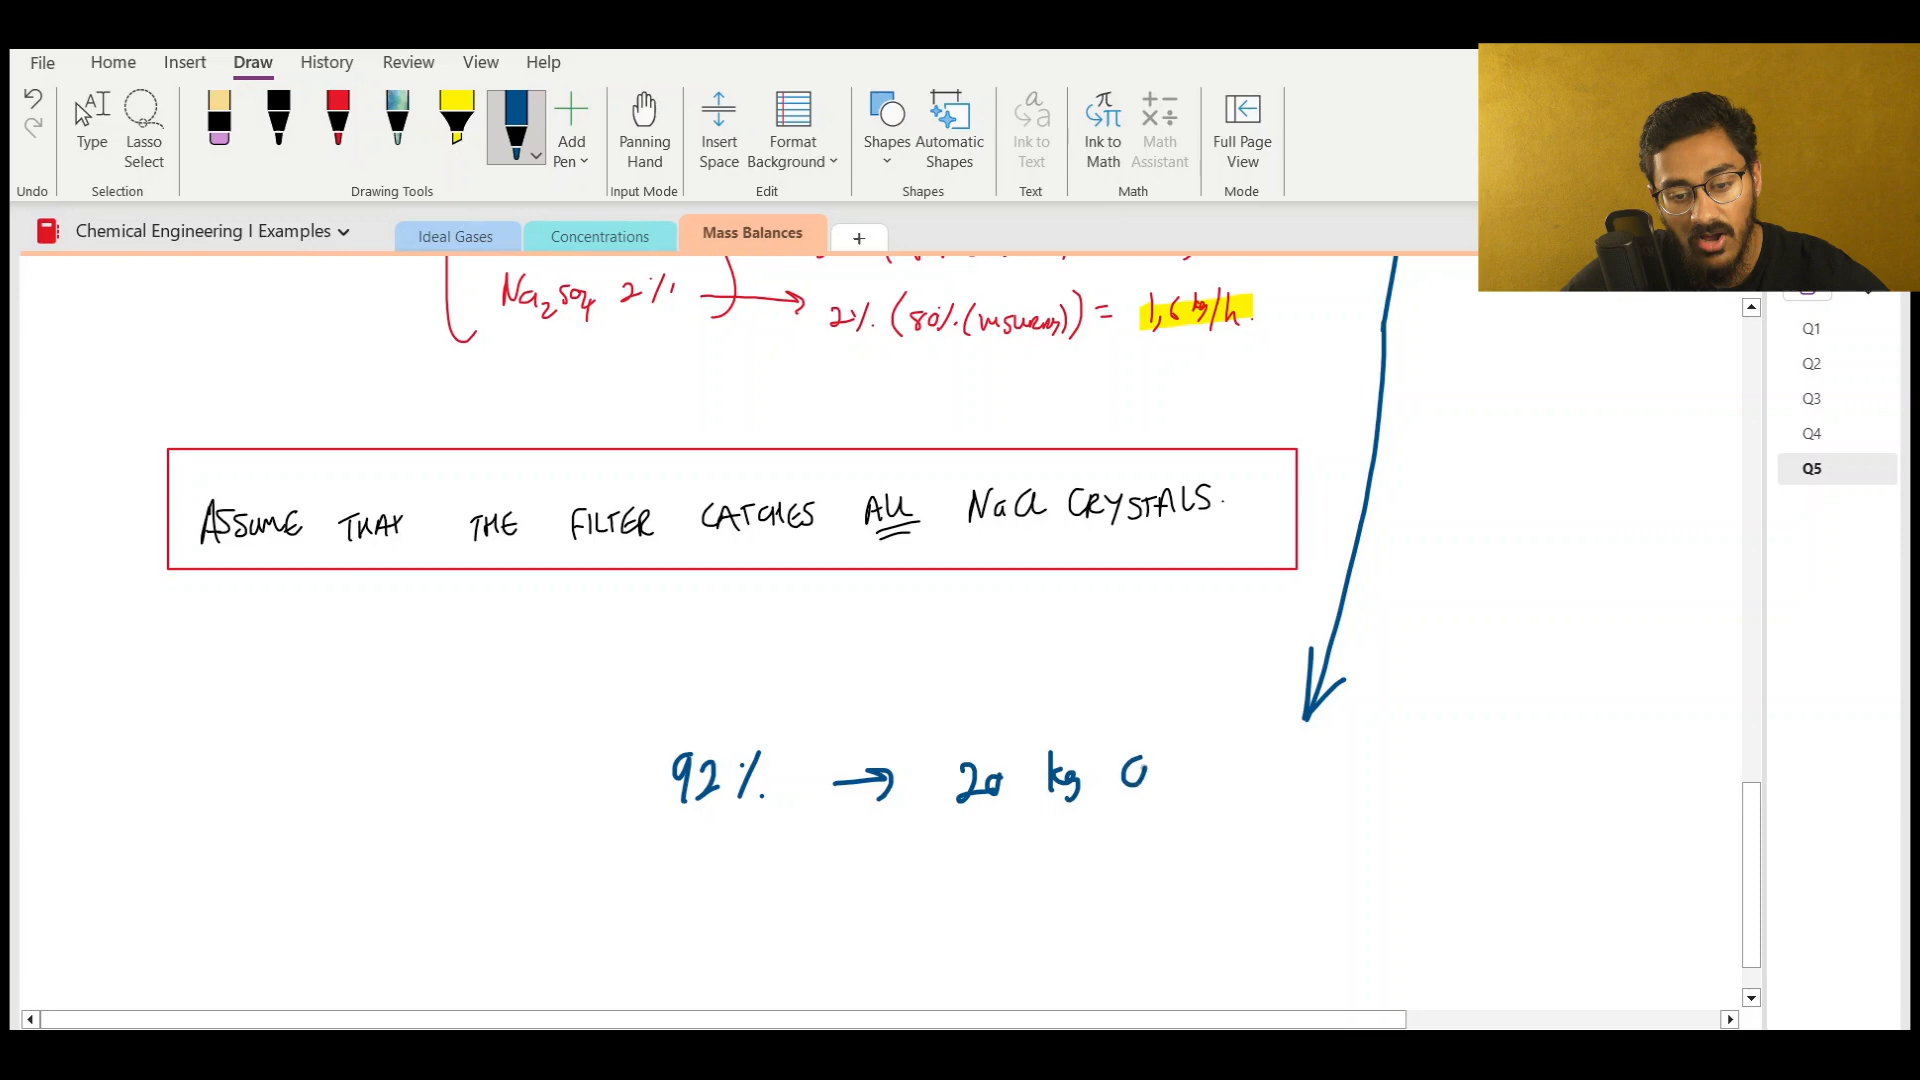 File Home Insert Draw History Review View Help
Type Lasso Select Add Pen Panning Hand Insert Space Format Background Shapes Automatic Shapes Ink to Text Ink to Math Math Assistant Full Page View
Undo Selection Drawing Tools Input Mode Edit Shapes Text Math Mode
Chemical Engineering I Examples Ideal Gases Concentrations Mass Balances +
Na2SO4 2%
2% (80% (mslurry)) = 1,6 kg/h.
ASSUME THAT THE FILTER CATCHES ALL NaCl CRYSTALS.
92% → 20 kg O
Q1
Q2
Q3
Q4
Q5